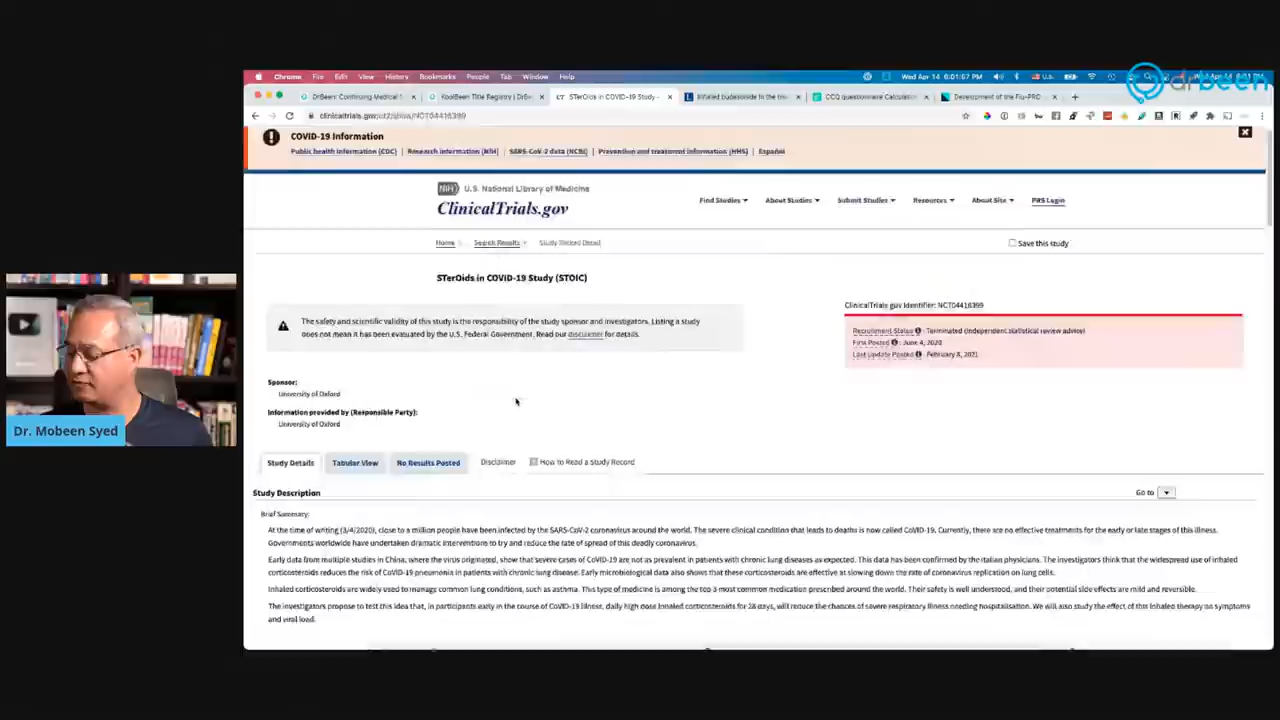 Chrome File Edit View History Bookmarks People Tab Window Help
U.S.
Wed Apr 14 6:01:57 PM
drbeen
DrBeen: Continuing Medical
KoolBeen Title Registry | DrBe
STerOids in COVID-19 Study -
Inhaled budesonide in the tre
CCQ questionnaire Calculation
Development of the Flu-PRO
clinicaltrials.gov/ct2/show/NCT04416399
COVID-19 Information
Public health information (CDC) | Research information (NIH) | SARS-CoV-2 data (NCBI) | Prevention and treatment information (HHS) | Español
NIH U.S. National Library of Medicine
ClinicalTrials.gov
Find Studies About Studies Submit Studies Resources About Site PRS Login
Home Search Results Study Record Detail
Save this study
STerOids in COVID-19 Study (STOIC)
ClinicalTrials.gov Identifier: NCT04416399
The safety and scientific validity of this study is the responsibility of the study sponsor and investigators. Listing a study
does not mean it has been evaluated by the U.S. Federal Government. Read our disclaimer for details.
Recruitment Status : Terminated (Independent statistical review advice)
First Posted : June 4, 2020
Last Update Posted : February 8, 2021
Sponsor:
University of Oxford
Information provided by (Responsible Party):
University of Oxford
Dr. Mobeen Syed
Study Details Tabular View No Results Posted Disclaimer How to Read a Study Record
Study Description
Go to
Brief Summary:
At the time of writing (3/4/2020), close to a million people have been infected by the SARS-CoV-2 coronavirus around the world. The severe clinical condition that leads to deaths is now called CoVID-19. Currently, there are no effective treatments for the early or late stages of this illness.
Governments worldwide have undertaken dramatic interventions to try and reduce the rate of spread of this deadly coronavirus.
Early data from multiple studies in China, where the virus originated, show that severe cases of CoVID-19 are not as prevalent in patients with chronic lung diseases as expected. This data has been confirmed by the Italian physicians. The investigators think that the widespread use of inhaled
corticosteroids reduces the risk of CoVID-19 pneumonia in patients with chronic lung disease. Early microbiological data also shows that these corticosteroids are effective at slowing down the rate of coronavirus replication on lung cells.
Inhaled corticosteroids are widely used to manage common lung conditions, such as asthma. This type of medicine is among the top 3 most common medication prescribed around the world. Their safety is well understood, and their potential side effects are mild and reversible.
The investigators propose to test this idea that, in participants early in the course of CoVID-19 illness, daily high dose inhaled corticosteroids for 28 days, will reduce the chances of severe respiratory illness needing hospitalisation. We will also study the effect of this inhaled therapy on symptoms
and viral load.